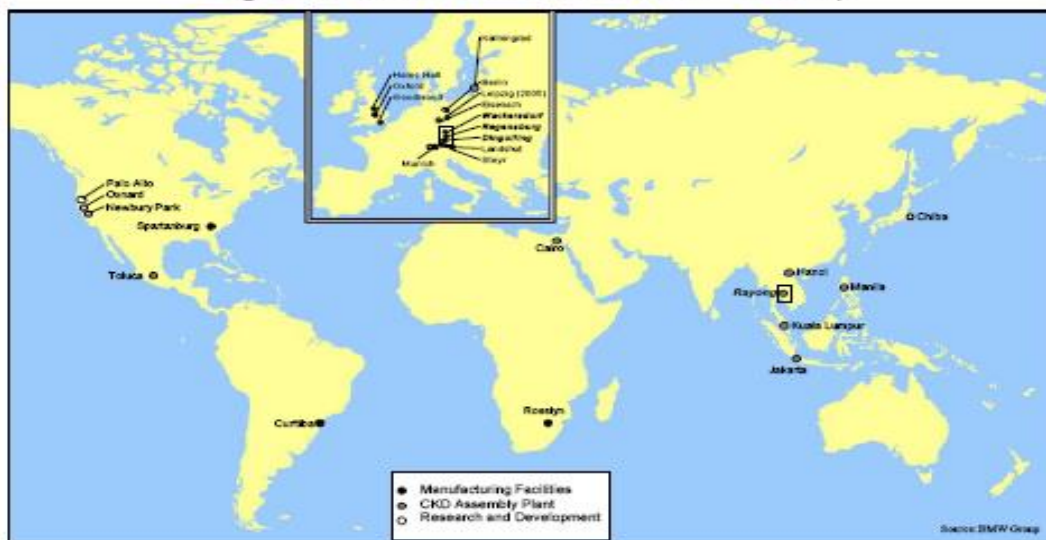 Kaliningrad
Hams Hall
Oxford
Goodwood
Berlin
Leipzig (2005)
Eisenach
Wackersdorf
Regensburg
Dingolfing
Landshut
Munich
Steyr
Palo Alto
Oxnard
Newbury Park
Spartanburg
Toluca
Cairo
Chiba
Hanoi
Rayong
Manila
Kuala Lumpur
Jakarta
Curitiba
Rosslyn
Manufacturing Facilities
CKD Assembly Plant
Research and Development
Source: BMW Group